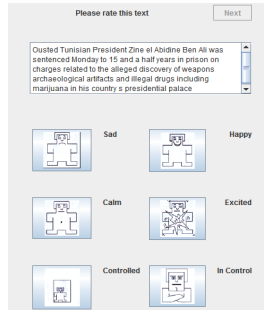 Please rate this text
Next
Ousted Tunisian President Zine el Abidine Ben Ali was
sentenced Monday to 15 and a half years in prison on
charges related to the alleged discovery of weapons
archaeological artifacts and illegal drugs including
marijuana in his country s presidential palace
Sad
Happy
Calm
Excited
Controlled
In Control